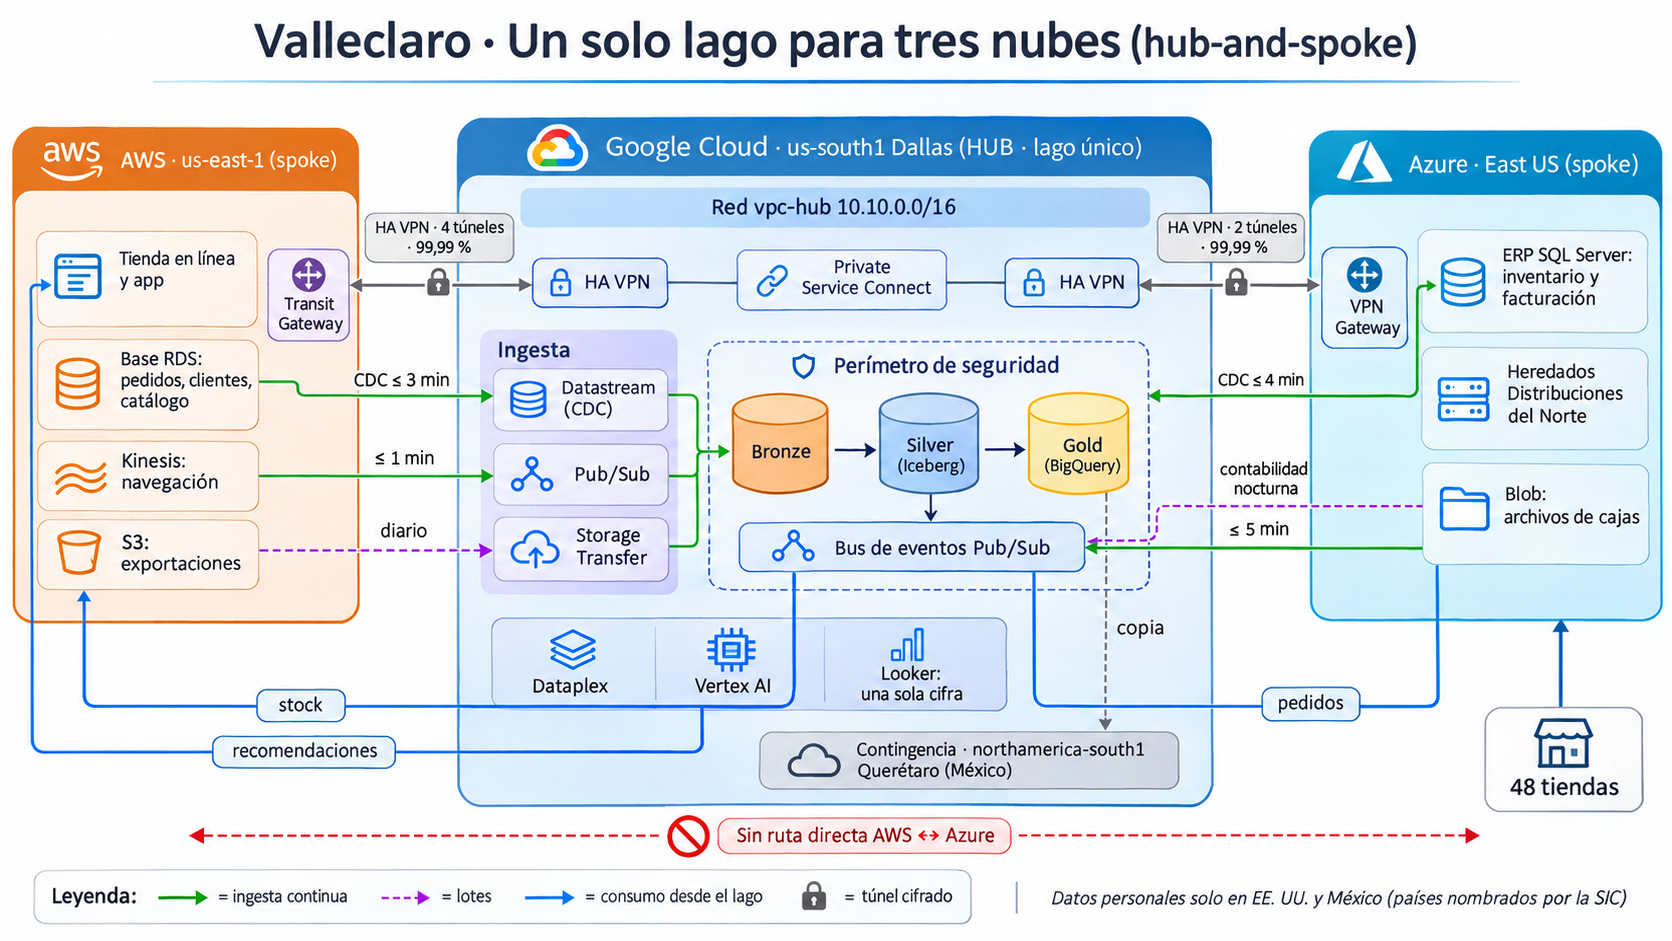 Valleclaro · Un solo lago para tres nubes (hub-and-spoke)
aws
AWS · us-east-1 (spoke)
Tienda en línea
y app
Transit
Gateway
Base RDS:
pedidos, clientes,
catálogo
Kinesis:
navegación
S3:
exportaciones
HA VPN · 4 túneles
· 99,99 %
CDC ≤ 3 min
≤ 1 min
diario
Google Cloud · us-south1 Dallas (HUB · lago único)
Red vpc-hub 10.10.0.0/16
HA VPN
Private
Service Connect
HA VPN
Ingesta
Datastream
(CDC)
Pub/Sub
Storage
Transfer
Perímetro de seguridad
Bronze
Silver
(Iceberg)
Gold
(BigQuery)
Bus de eventos Pub/Sub
Dataplex
Vertex AI
Looker:
una sola cifra
copia
Contingencia · northamerica-south1
Querétaro (México)
HA VPN · 2 túneles
· 99,99 %
CDC ≤ 4 min
contabilidad
nocturna
≤ 5 min
Azure · East US (spoke)
VPN
Gateway
ERP SQL Server:
inventario y
facturación
Heredados
Distribuciones
del Norte
Blob:
archivos de cajas
stock
recomendaciones
pedidos
48 tiendas
Sin ruta directa AWS ↔ Azure
Leyenda:
= ingesta continua
= lotes
= consumo desde el lago
= túnel cifrado
Datos personales solo en EE. UU. y México (países nombrados por la SIC)